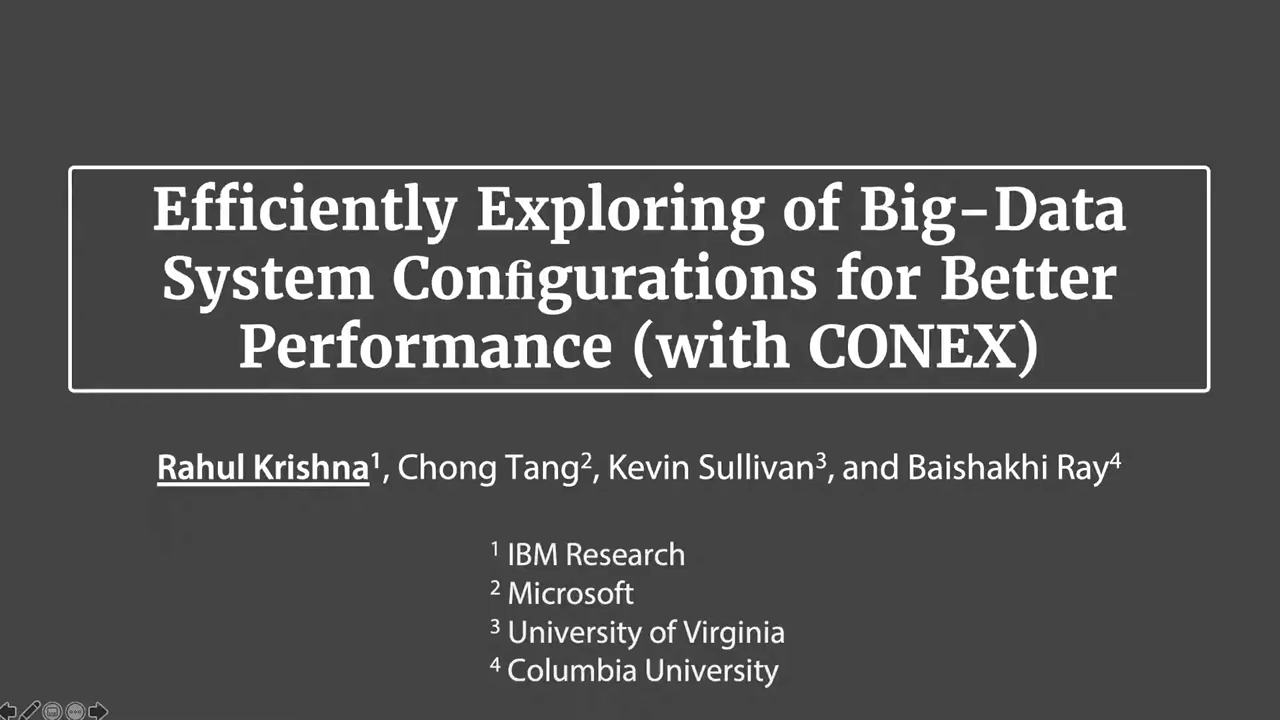 Efficiently Exploring of Big-Data
System Configurations for Better
Performance (with CONEX)
Rahul Krishna¹, Chong Tang², Kevin Sullivan³, and Baishakhi Ray⁴
¹ IBM Research
² Microsoft
³ University of Virginia
⁴ Columbia University